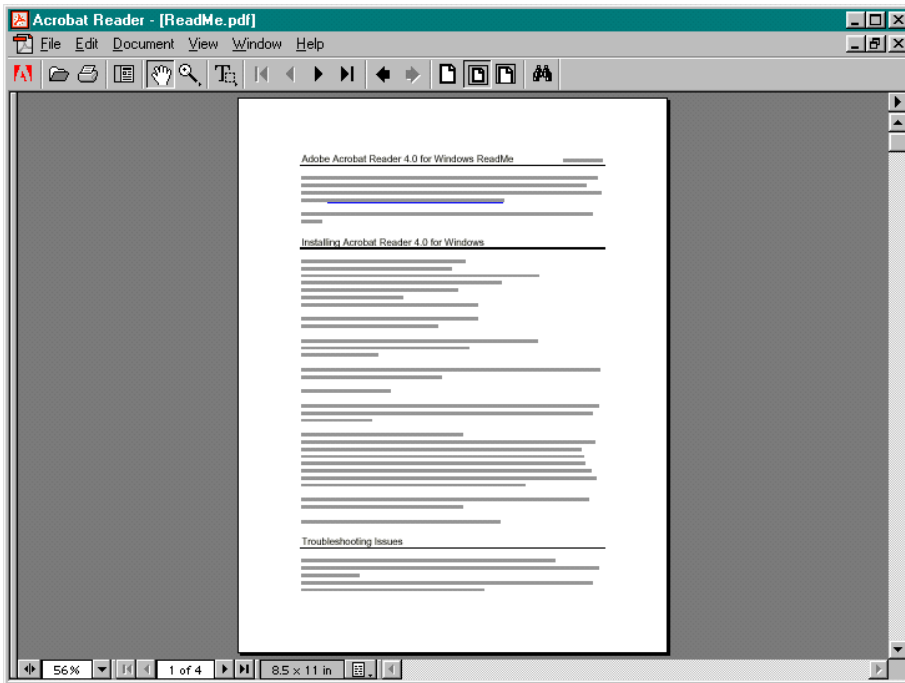 Acrobat Reader - [ReadMe.pdf]
File Edit Document View Window Help
Adobe Acrobat Reader 4.0 for Windows ReadMe
Installing Acrobat Reader 4.0 for Windows
Troubleshooting Issues
56% 1 of 4 8.5 x 11 in